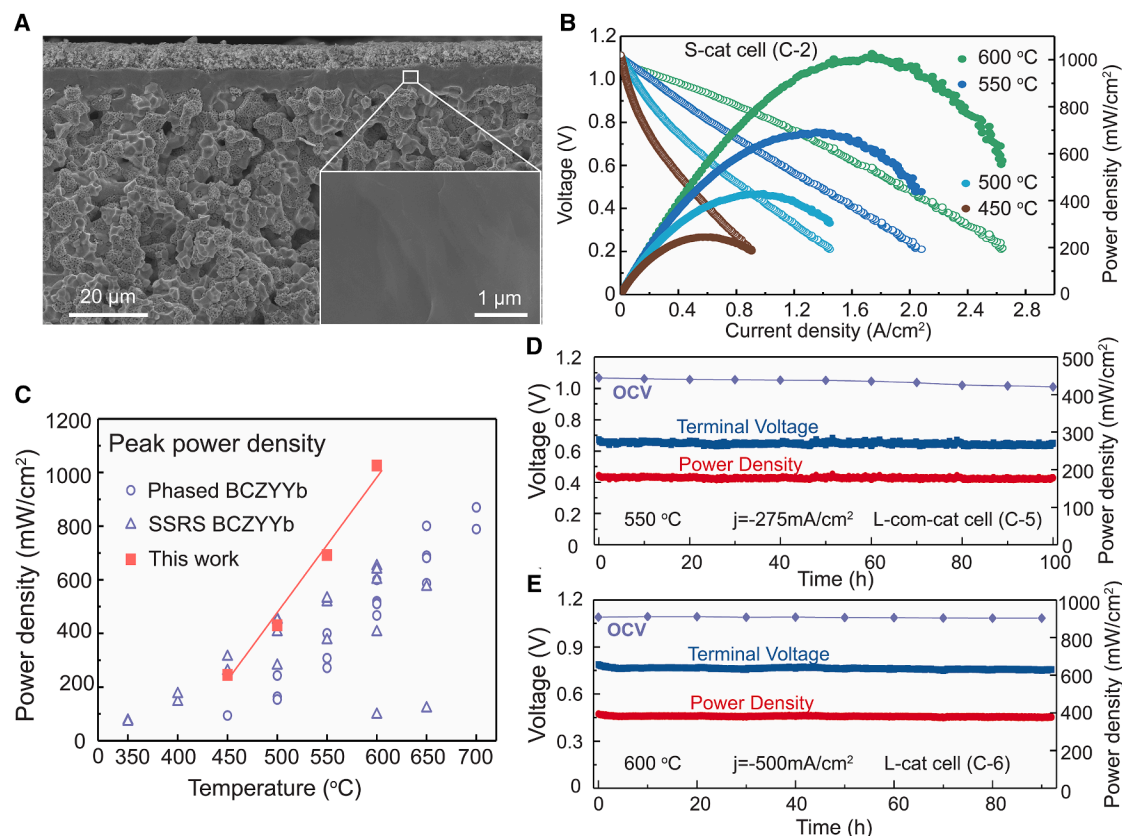 A
20 µm
1 µm
B
S-cat cell (C-2)
600 °C
550 °C
500 °C
450 °C
Voltage (V)
1.2
1.0
0.8
0.6
0.4
0.2
0
0 0.4 0.8 1.2 1.6 2.0 2.4 2.8
Current density (A/cm²)
1000
800
600
400
200
0
Power density (mW/cm²)
C
Peak power density
Phased BCZYYb
SSRS BCZYYb
This work
Power density (mW/cm²)
1200
1000
800
600
400
200
0
0 350 400 450 500 550 600 650 700
Temperature (°C)
D
OCV
Terminal Voltage
Power Density
550 °C j=-275mA/cm² L-com-cat cell (C-5)
Voltage (V)
1.2
1.0
0.8
0.6
0.4
0.2
0
0 20 40 60 80 100
Time (h)
500
400
300
200
100
0
Power density (mW/cm²)
E
OCV
Terminal Voltage
Power Density
600 °C j=-500mA/cm² L-cat cell (C-6)
Voltage (V)
1.2
0.9
0.6
0.3
0
0 20 40 60 80
Time (h)
1000
800
600
400
200
0
Power density (mW/cm²)